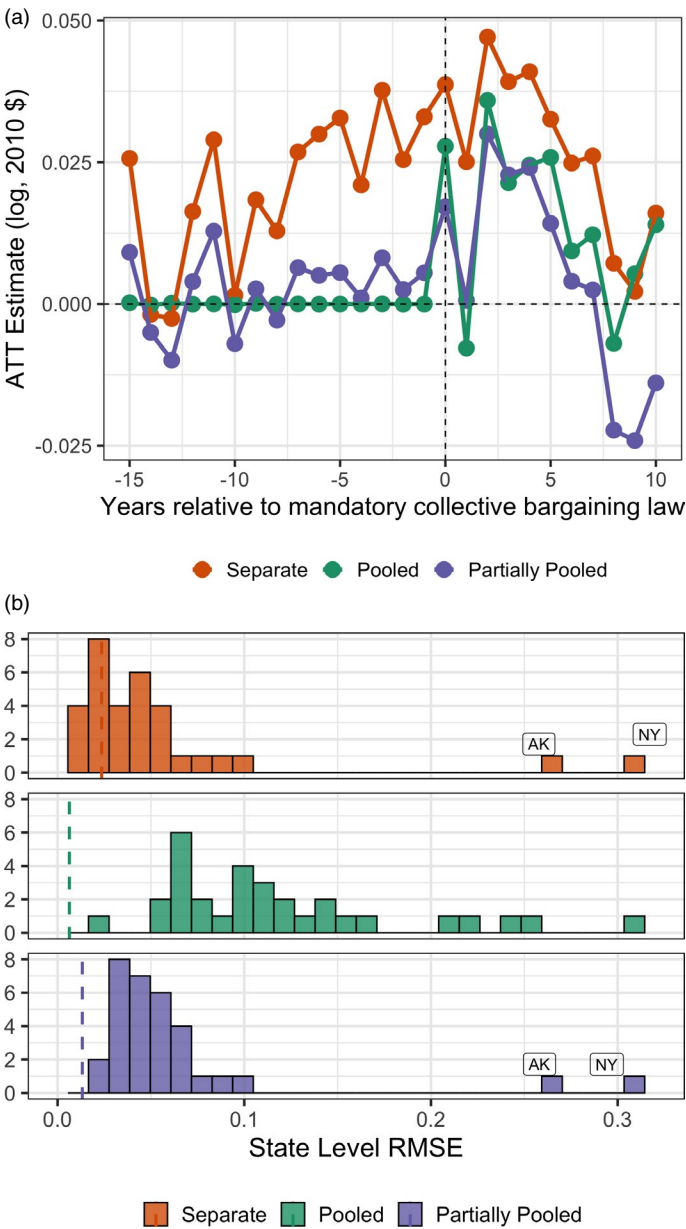 (a)
0.050
0.025
0.000
-0.025
ATT Estimate (log, 2010 $)
-15 -10 -5 0 5 10
Years relative to mandatory collective bargaining law
Separate Pooled Partially Pooled
(b)
8
6
4
2
0
AK NY
8
6
4
2
0
8
6
4
2
0
AK NY
0.0 0.1 0.2 0.3
State Level RMSE
Separate Pooled Partially Pooled